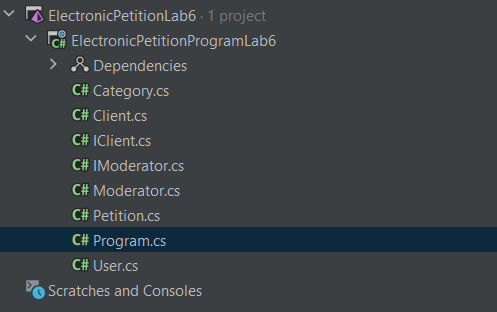 ElectronicPetitionLab6 · 1 project
C# ElectronicPetitionProgramLab6
Dependencies
C# Category.cs
C# Client.cs
C# IClient.cs
C# IModerator.cs
C# Moderator.cs
C# Petition.cs
C# Program.cs
C# User.cs
Scratches and Consoles